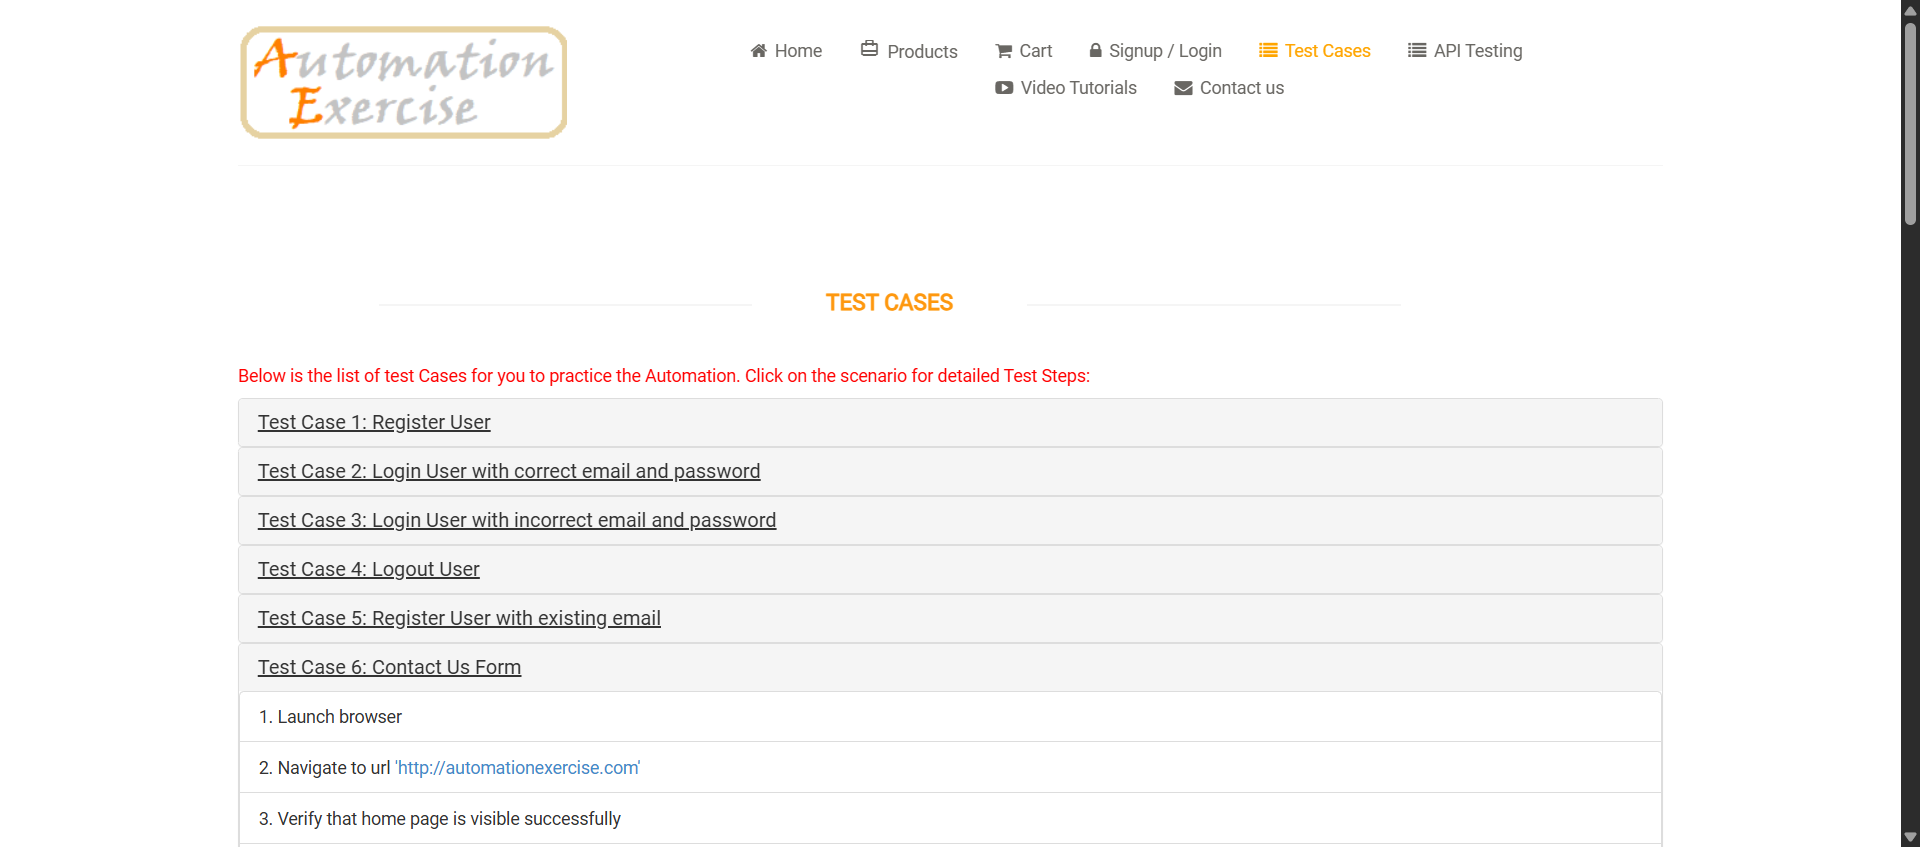 Automation
Exercise
Home
Products
Cart
Signup / Login
Test Cases
API Testing
Video Tutorials
Contact us
TEST CASES
Below is the list of test Cases for you to practice the Automation. Click on the scenario for detailed Test Steps:
Test Case 1: Register User
Test Case 2: Login User with correct email and password
Test Case 3: Login User with incorrect email and password
Test Case 4: Logout User
Test Case 5: Register User with existing email
Test Case 6: Contact Us Form
1. Launch browser
2. Navigate to url 'http://automationexercise.com'
3. Verify that home page is visible successfully